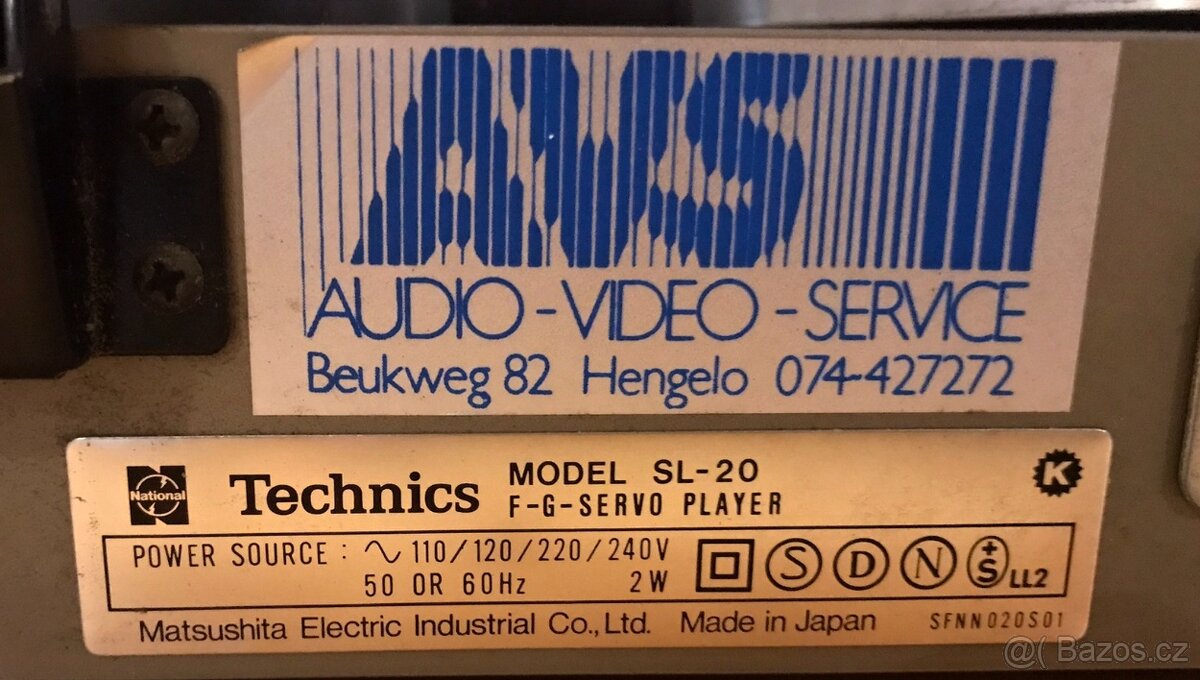 AVS
AUDIO-VIDEO-SERVICE
Beukweg 82 Hengelo 074-427272
National
Technics
MODEL SL-20
F-G-SERVO PLAYER
K
POWER SOURCE : ∿ 110/120/220/240V
50 OR 60Hz 2W
S D N +S LL2
Matsushita Electric Industrial Co., Ltd. Made in Japan SFNN020S01
@( Bazos.cz